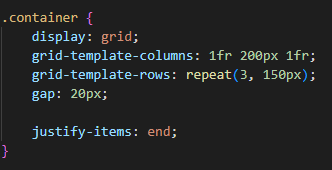 .container {
    display: grid;
    grid-template-columns: 1fr 200px 1fr;
    grid-template-rows: repeat(3, 150px);
    gap: 20px;

    justify-items: end;
}